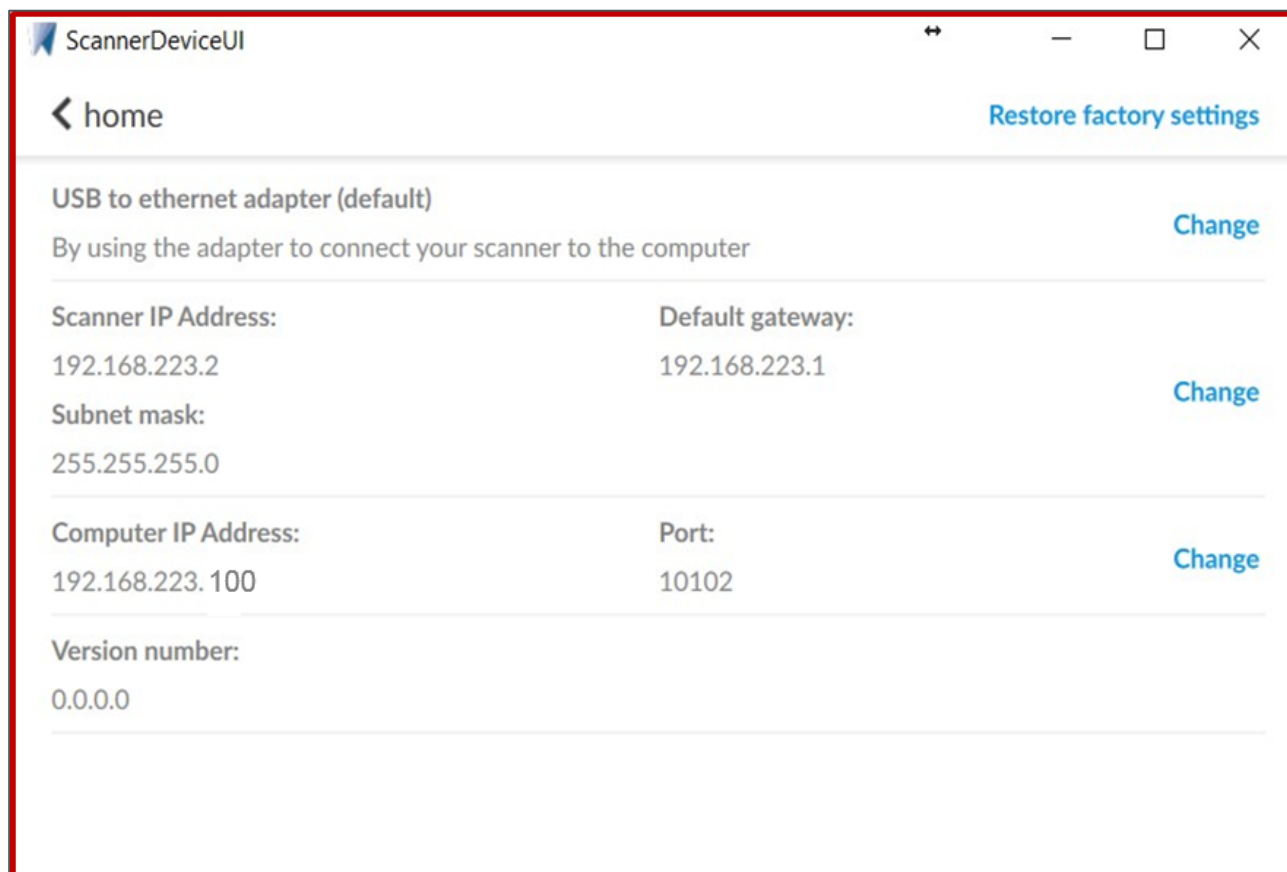 ScannerDeviceUI
home
Restore factory settings
USB to ethernet adapter (default)
By using the adapter to connect your scanner to the computer
Change
Scanner IP Address:
Default gateway:
192.168.223.2
192.168.223.1
Change
Subnet mask:
255.255.255.0
Computer IP Address:
Port:
192.168.223. 100
10102
Change
Version number:
0.0.0.0